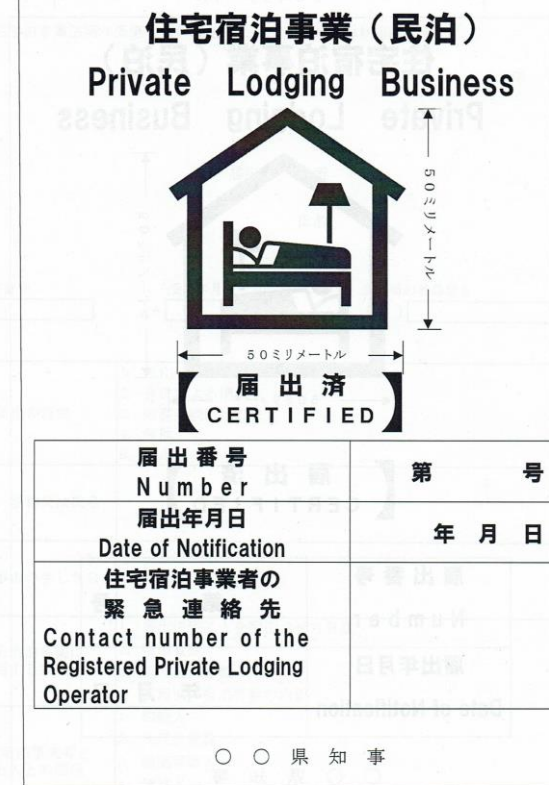 住宅宿泊事業（民泊）
Private Lodging Business
50ミリメートル
50ミリメートル
届出済
CERTIFIED
届出番号
Number
第 号
届出年月日
Date of Notification
年 月 日
住宅宿泊事業者の
緊急連絡先
Contact number of the
Registered Private Lodging
Operator
○ ○ 県 知 事